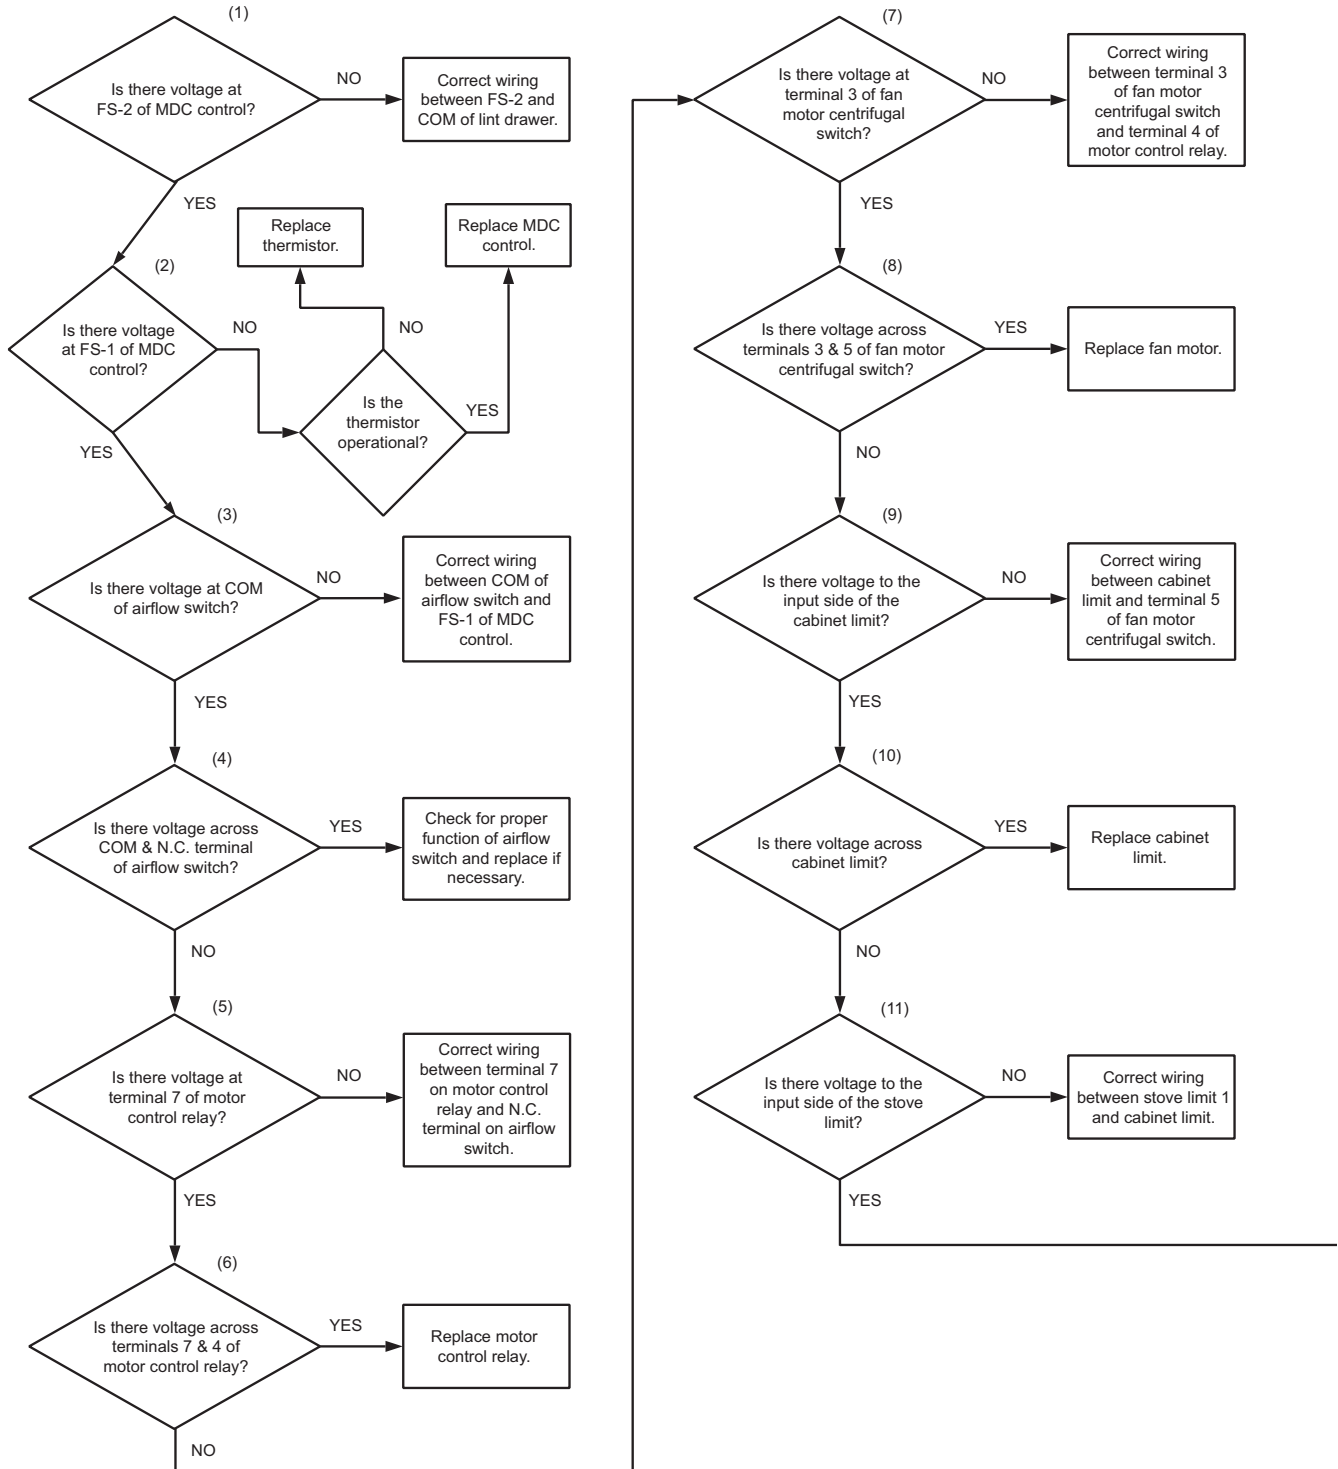 (1)
Is there voltage at
FS-2 of MDC control?
NO
Correct wiring
between FS-2 and
COM of lint drawer.
YES
(2)
Is there voltage
at FS-1 of MDC
control?
NO
Replace
thermistor.
Replace MDC
control.
NO
Is the
thermistor
operational?
YES
YES
(3)
Is there voltage at COM
of airflow switch?
NO
Correct wiring
between COM of
airflow switch and
FS-1 of MDC
control.
YES
(4)
Is there voltage across
COM & N.C. terminal
of airflow switch?
YES
Check for proper
function of airflow
switch and replace if
necessary.
NO
(5)
Is there voltage at
terminal 7 of motor
control relay?
NO
Correct wiring
between terminal 7
on motor control
relay and N.C.
terminal on airflow
switch.
YES
(6)
Is there voltage across
terminals 7 & 4 of
motor control relay?
YES
Replace motor
control relay.
NO
(7)
Is there voltage at
terminal 3 of fan
motor centrifugal
switch?
NO
Correct wiring
between terminal 3
of fan motor
centrifugal switch
and terminal 4 of
motor control relay.
YES
(8)
Is there voltage across
terminals 3 & 5 of fan motor
centrifugal switch?
YES
Replace fan motor.
NO
(9)
Is there voltage to the
input side of the
cabinet limit?
NO
Correct wiring
between cabinet
limit and terminal 5
of fan motor
centrifugal switch.
YES
(10)
Is there voltage across
cabinet limit?
YES
Replace cabinet
limit.
NO
(11)
Is there voltage to the
input side of the stove
limit?
NO
Correct wiring
between stove limit 1
and cabinet limit.
YES